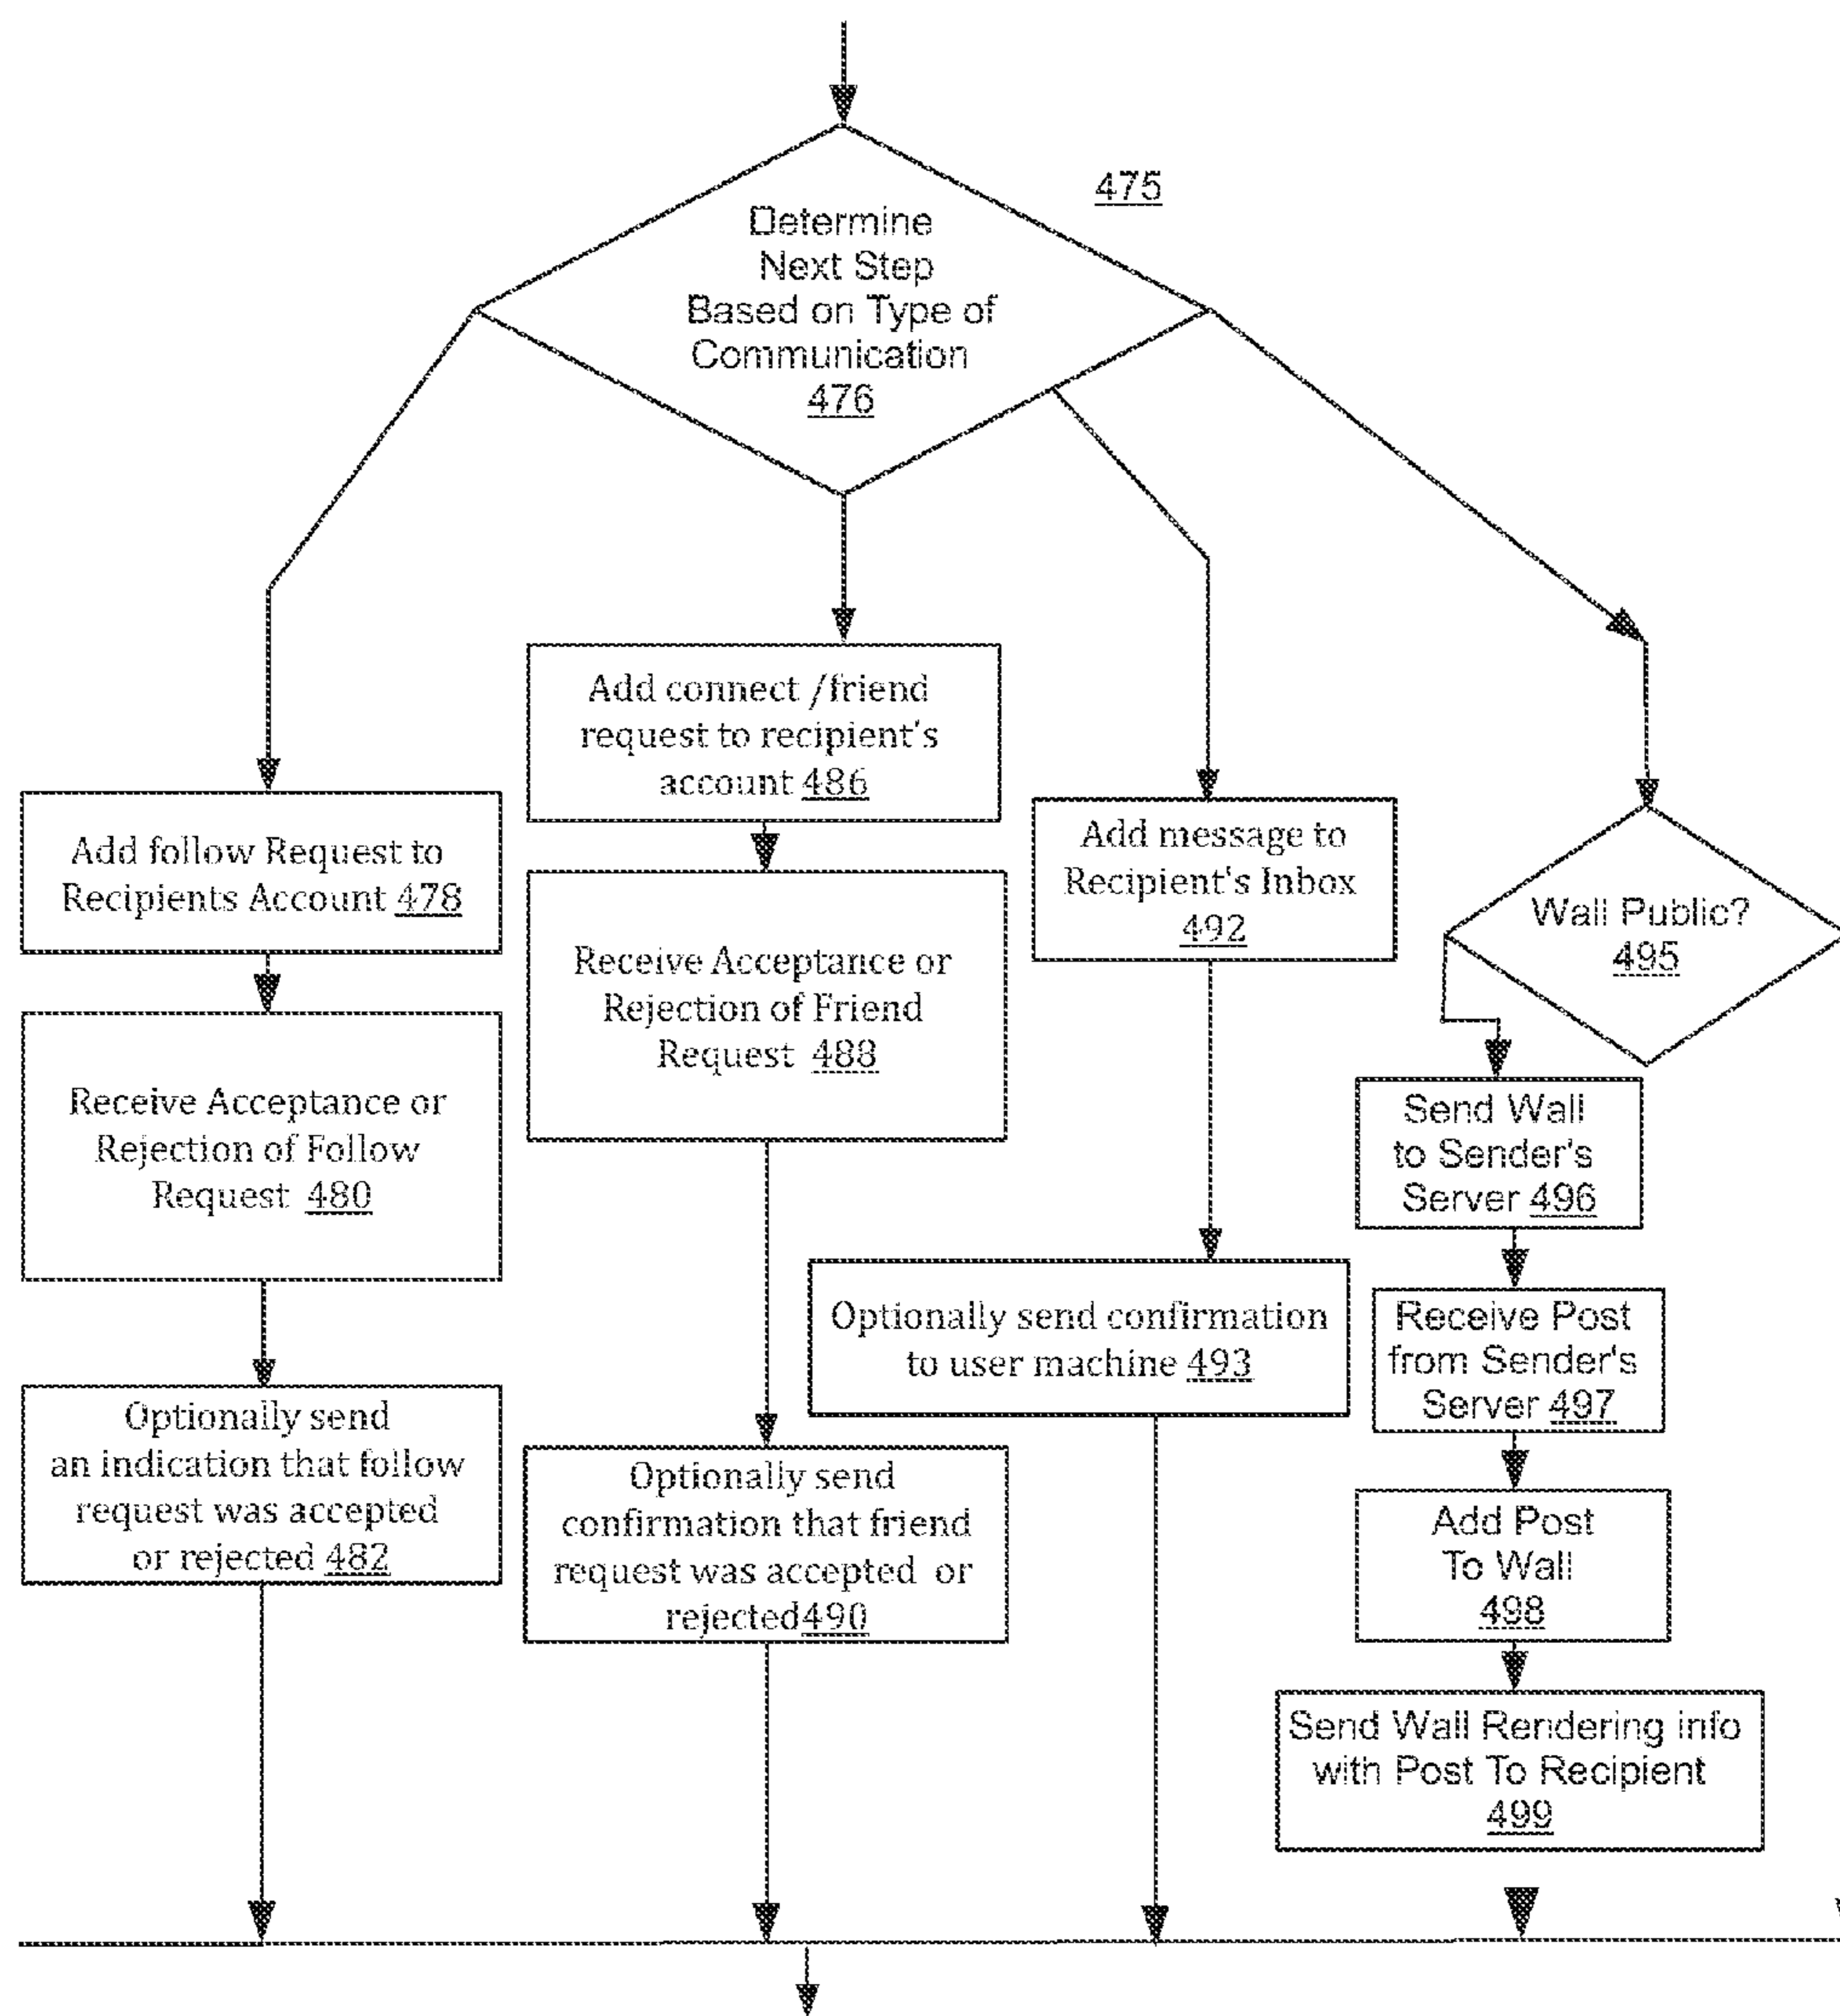 475
Determine
Next Step
Based on Type of
Communication
476
Add follow Request to
Recipients Account 478
Receive Acceptance or
Rejection of Follow
Request 480
Optionally send
an indication that follow
request was accepted
or rejected 482
Add connect /friend
request to recipient's
account 486
Receive Acceptance or
Rejection of Friend
Request 488
Optionally send
confirmation that friend
request was accepted or
rejected490
Add message to
Recipient's Inbox
492
Optionally send confirmation
to user machine 493
Wall Public?
495
Send Wall
to Sender's
Server 496
Receive Post
from Sender's
Server 497
Add Post
To Wall
498
Send Wall Rendering info
with Post To Recipient
499